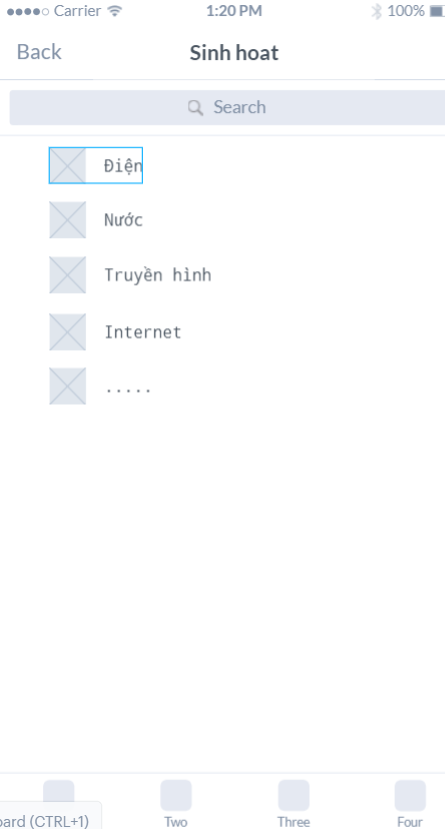 Carrier 1:20 PM 100%
Back Sinh hoat
Search
Điện
Nước
Truyền hình
Internet
.....
Two Three Four
(CTRL+1)